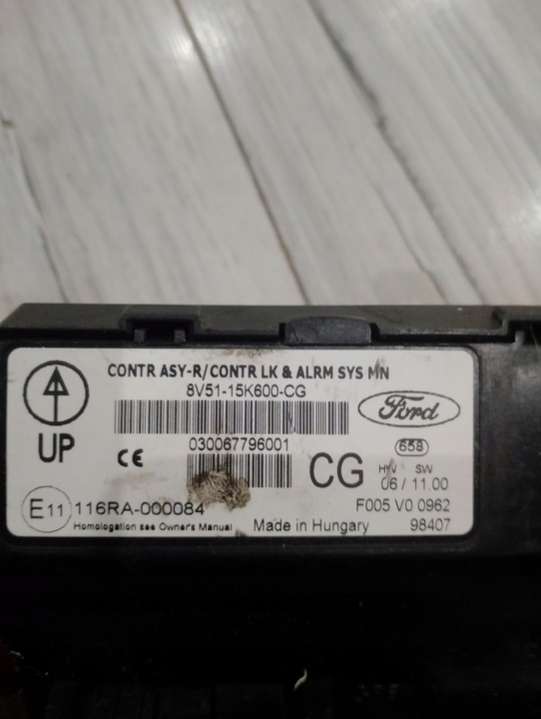 CONTR ASY-R/CONTR LK & ALRM SYS MN
8V51-15K600-CG
Ford
UP
CE
030067796001
CG
658
HW SW
06 / 11.00
E11 116RA-000084
F005 V0 0962
Homologation see Owner's Manual
Made in Hungary
98407